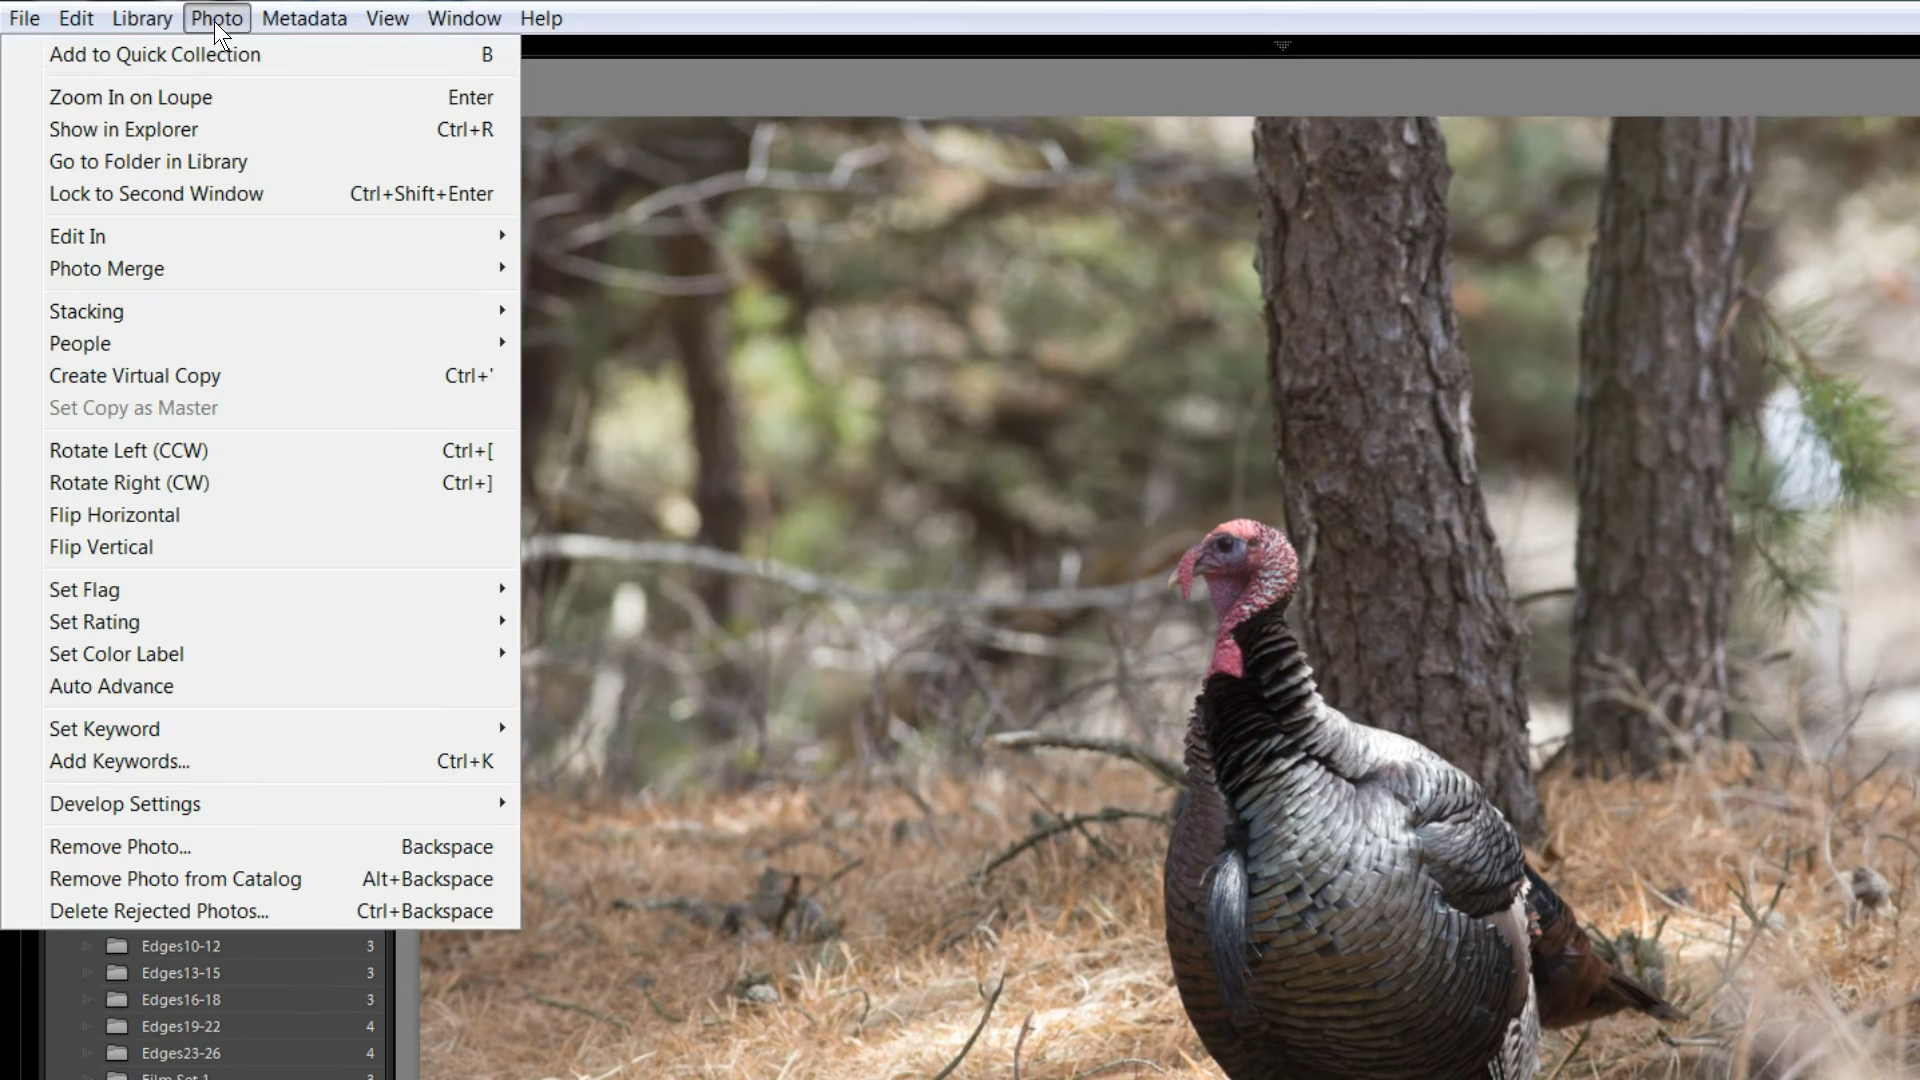 File Edit Library Photo Metadata View Window Help
Add to Quick Collection B
Zoom In on Loupe Enter
Show in Explorer Ctrl+R
Go to Folder in Library
Lock to Second Window Ctrl+Shift+Enter
Edit In
Photo Merge
Stacking
People
Create Virtual Copy Ctrl+'
Set Copy as Master
Rotate Left (CCW) Ctrl+[
Rotate Right (CW) Ctrl+]
Flip Horizontal
Flip Vertical
Set Flag
Set Rating
Set Color Label
Auto Advance
Set Keyword
Add Keywords... Ctrl+K
Develop Settings
Remove Photo... Backspace
Remove Photo from Catalog Alt+Backspace
Delete Rejected Photos... Ctrl+Backspace
Edges10-12 3
Edges13-15 3
Edges16-18 3
Edges19-22 4
Edges23-26 4
Film Set 1 3